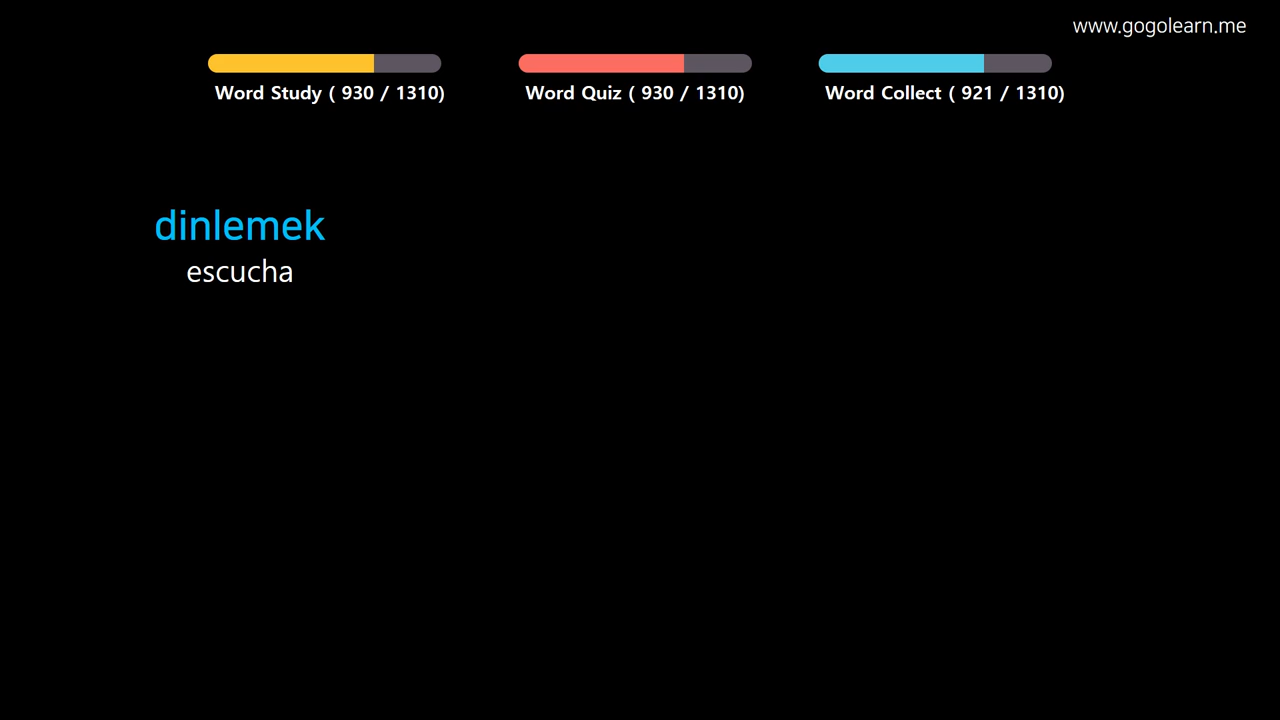 www.gogolearn.me
Word Study ( 930 / 1310)
Word Quiz ( 930 / 1310)
Word Collect ( 921 / 1310)
dinlemek
escucha